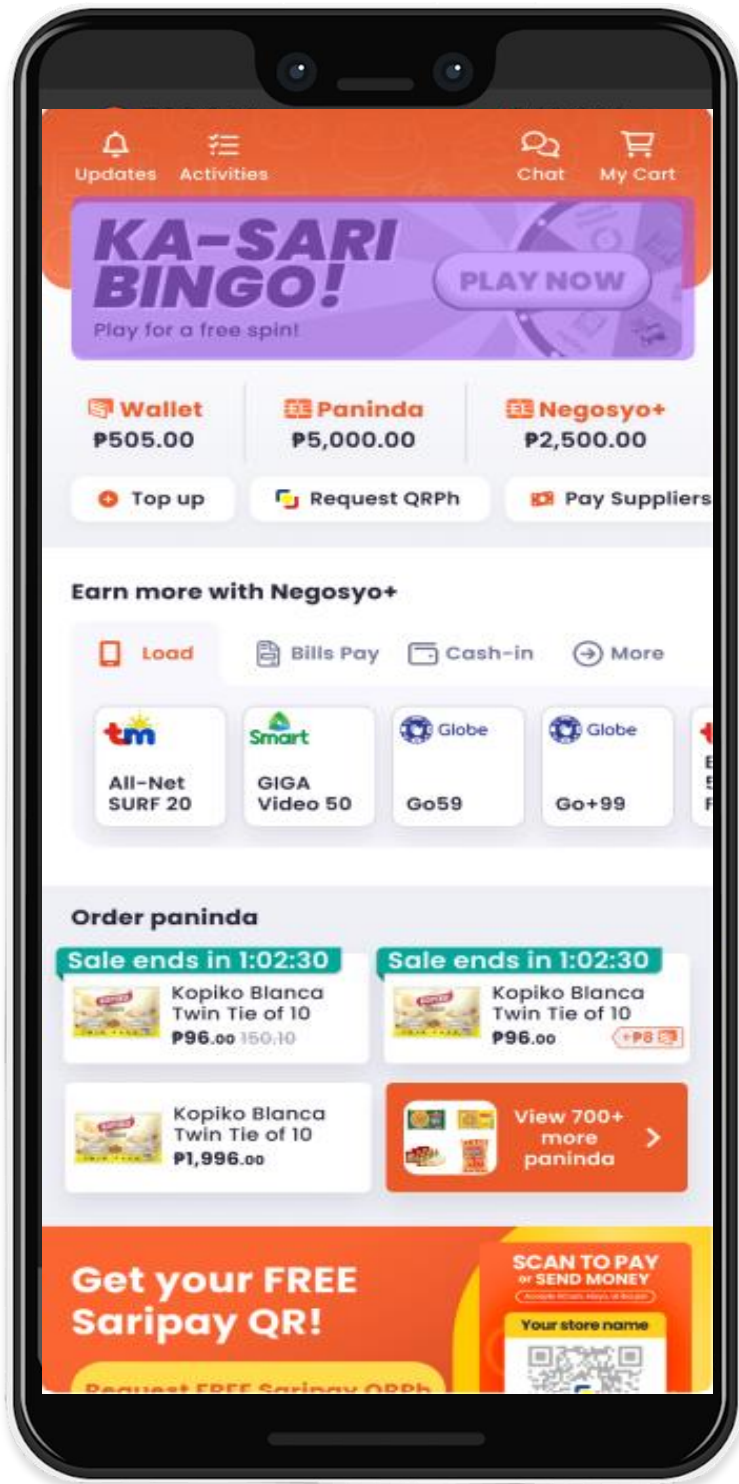 Updates Activities Chat My Cart
KA-SARI
BINGO!
PLAY NOW
Play for a free spin!
Wallet Paninda Negosyo+
₱505.00 ₱5,000.00 ₱2,500.00
Top up Request QRPh Pay Suppliers
Earn more with Negosyo+
Load Bills Pay Cash-in More
tm Smart Globe Globe
All-Net GIGA
SURF 20 Video 50 Go59 Go+99
Order paninda
Sale ends in 1:02:30 Sale ends in 1:02:30
Kopiko Blanca Kopiko Blanca
Twin Tie of 10 Twin Tie of 10
₱96.00 150.10 ₱96.00 +₱8
Kopiko Blanca
Twin Tie of 10
₱1,996.00
View 700+
more
paninda
Get your FREE
Saripay QR!
Request FREE Saripay QRPh
SCAN TO PAY
or SEND MONEY
Your store name